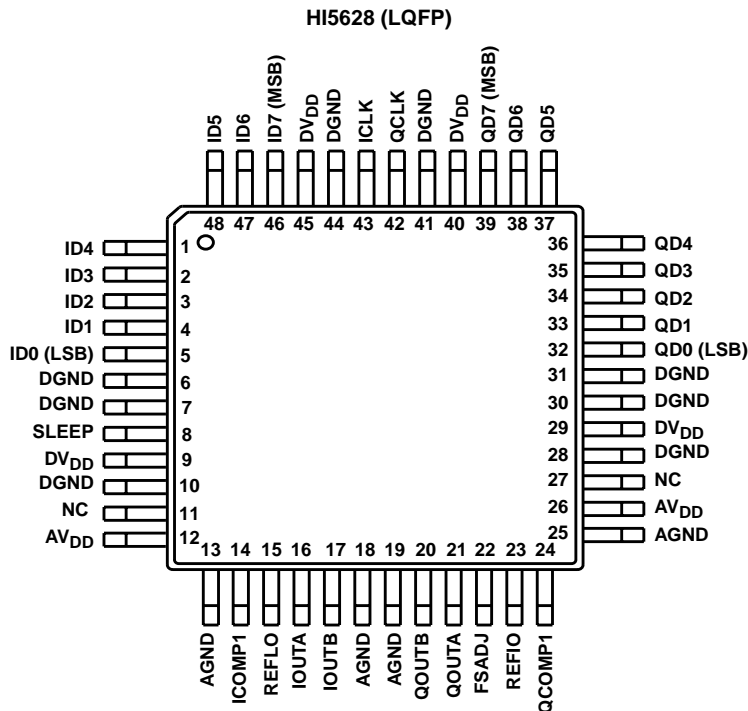 HI5628 (LQFP)
ID5
ID6
ID7 (MSB)
DVDD
DGND
ICLK
QCLK
DGND
DVDD
QD7 (MSB)
QD6
QD5
48 47 46 45 44 43 42 41 40 39 38 37
ID4 1
ID3 2
ID2 3
ID1 4
ID0 (LSB) 5
DGND 6
DGND 7
SLEEP 8
DVDD 9
DGND 10
NC 11
AVDD 12
36 QD4
35 QD3
34 QD2
33 QD1
32 QD0 (LSB)
31 DGND
30 DGND
29 DVDD
28 DGND
27 NC
26 AVDD
25 AGND
13 14 15 16 17 18 19 20 21 22 23 24
AGND
ICOMP1
REFLO
IOUTA
IOUTB
AGND
AGND
QOUTB
QOUTA
FSADJ
REFIO
QCOMP1